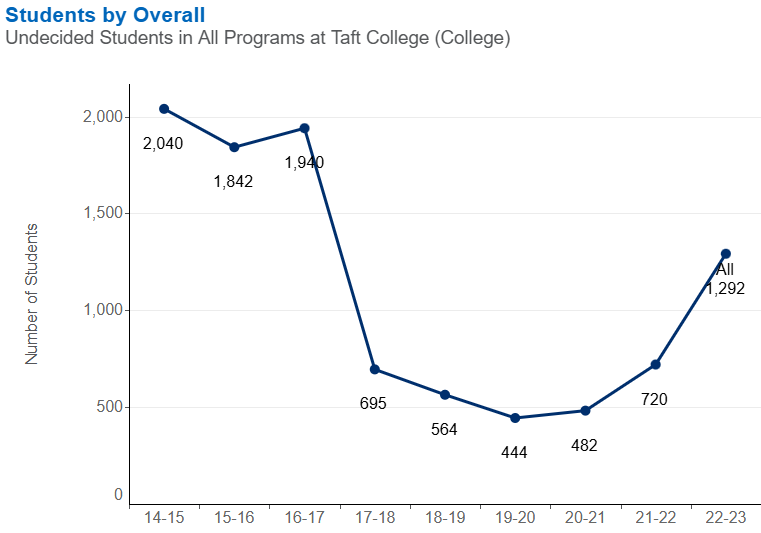 Students by Overall
Undecided Students in All Programs at Taft College (College)
Number of Students
2,000
1,500
1,000
500
0
2,040
1,842
1,940
695
564
444
482
720
All
1,292
14-15 15-16 16-17 17-18 18-19 19-20 20-21 21-22 22-23